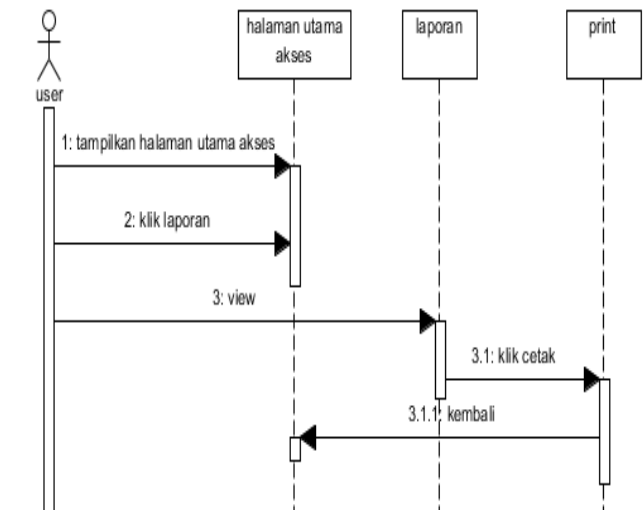 halaman utama
akses
laporan
print
user
1: tampilkan halaman utama akses
2: klik laporan
3: view
3.1: klik cetak
3.1.1: kembali